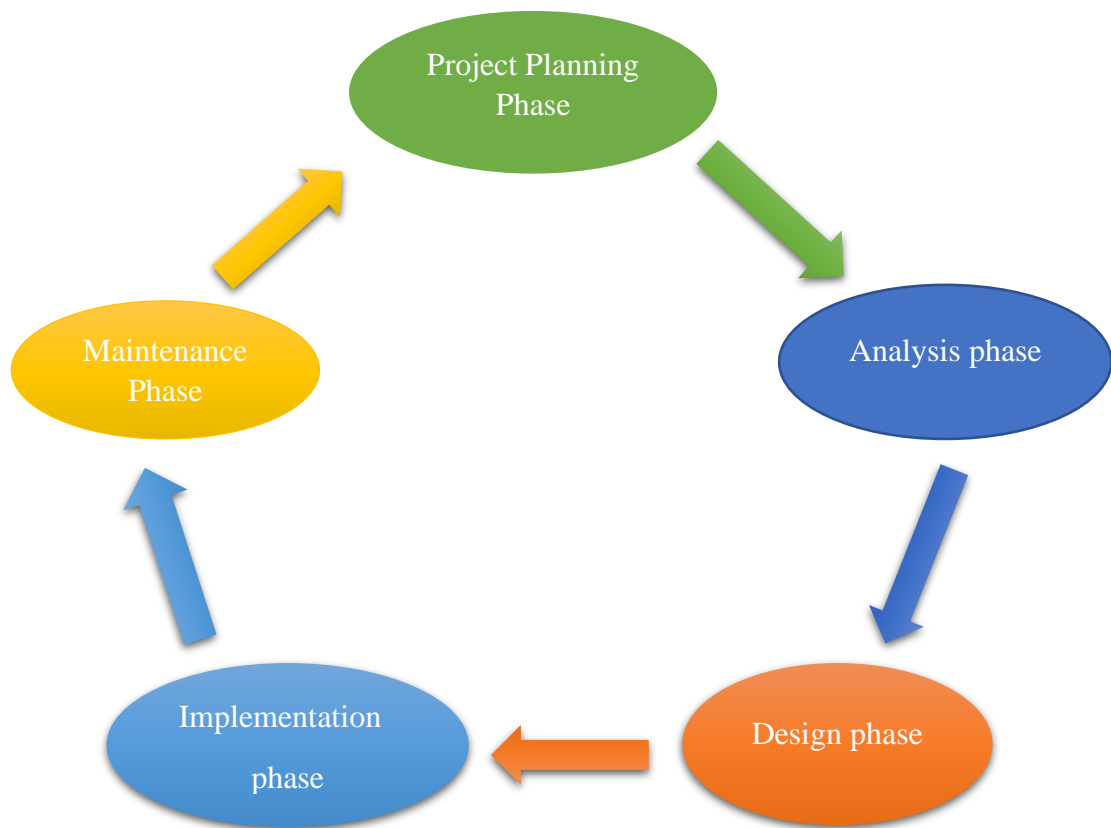 Project Planning
Phase
Analysis phase
Design phase
Implementation
phase
Maintenance
Phase